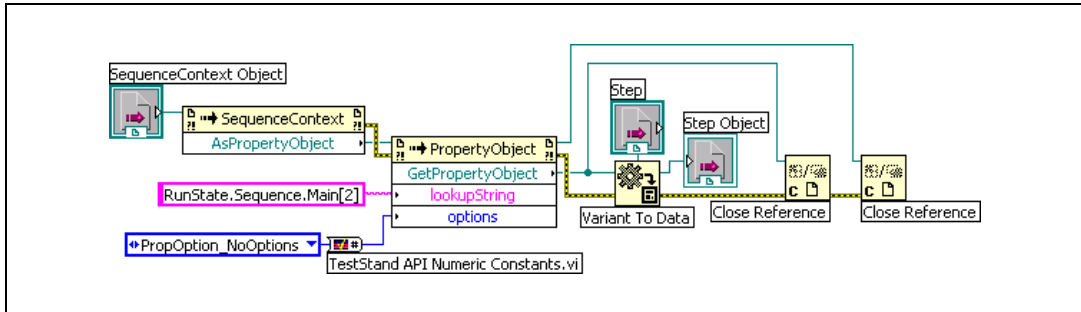 SequenceContext Object
SequenceContext
AsPropertyObject
PropertyObject
GetPropertyObject
lookupString
options
RunState.Sequence.Main[2]
PropOption_NoOptions
TestStand API Numeric Constants.vi
Step
Step Object
Variant To Data
Close Reference
Close Reference